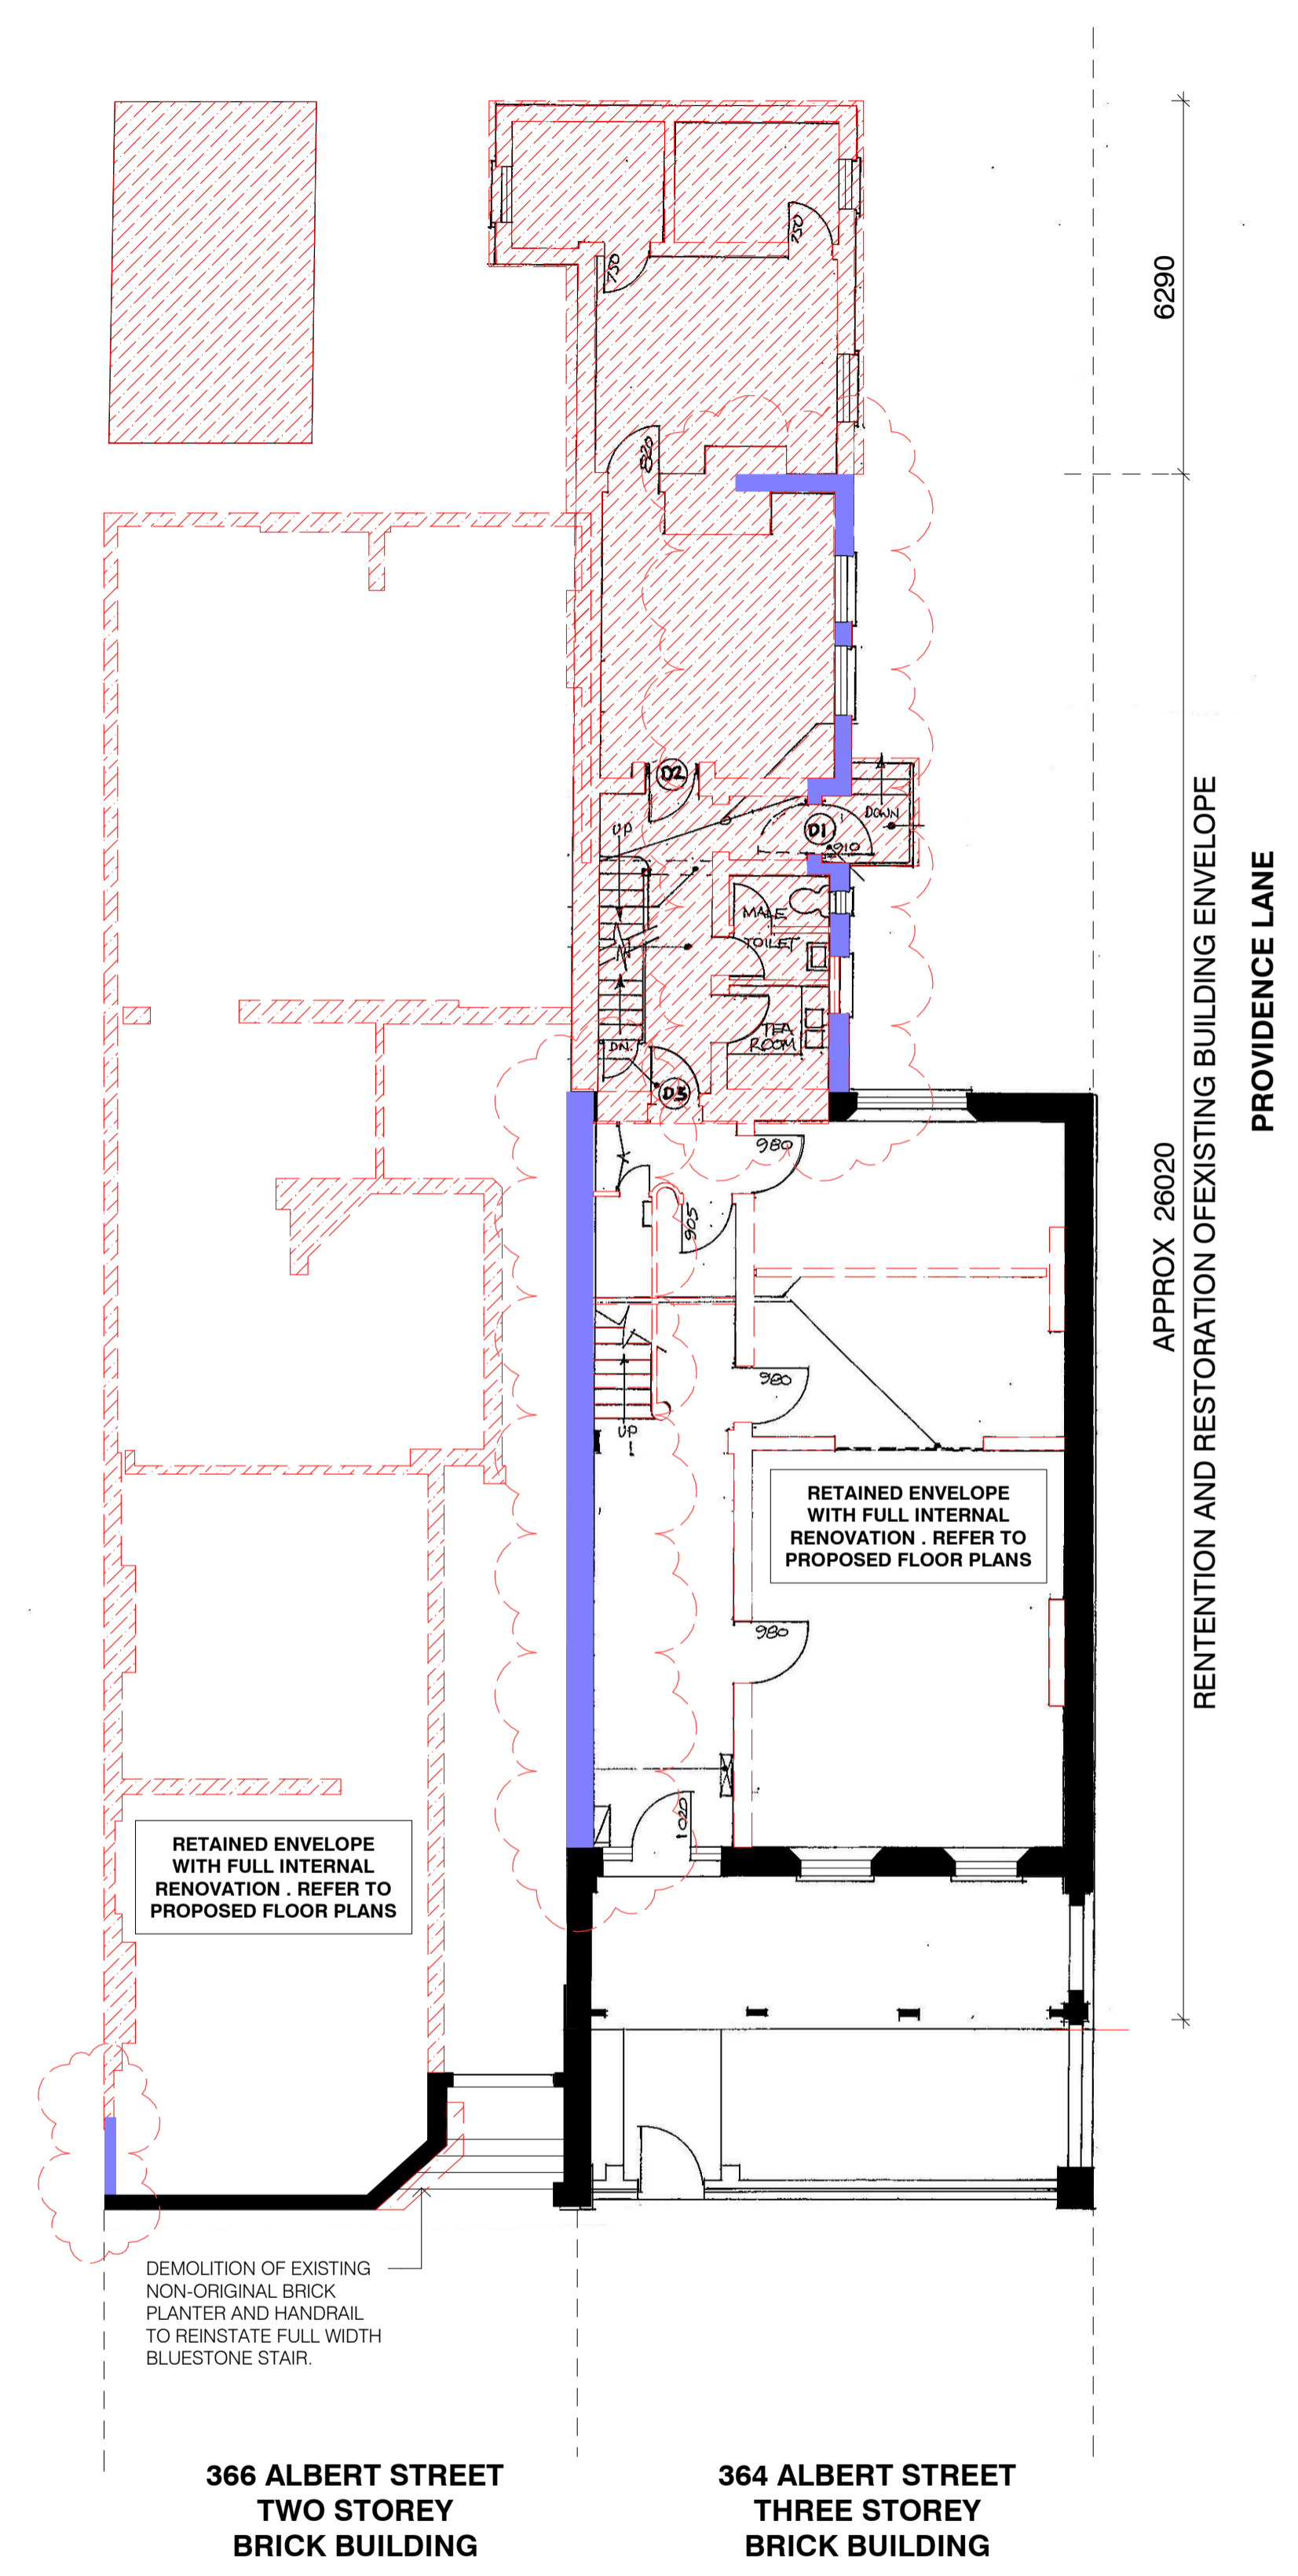 6290
750
750
820
D2
UP
D1
910
DOWN
MALE
TOILET
TEA
ROOM
DN.
D3
980
905
980
UP
980
1020
RETAINED ENVELOPE
WITH FULL INTERNAL
RENOVATION . REFER TO
PROPOSED FLOOR PLANS
RETAINED ENVELOPE
WITH FULL INTERNAL
RENOVATION . REFER TO
PROPOSED FLOOR PLANS
APPROX 26020
RENTENTION AND RESTORATION OFEXISTING BUILDING ENVELOPE
PROVIDENCE LANE
DEMOLITION OF EXISTING
NON-ORIGINAL BRICK
PLANTER AND HANDRAIL
TO REINSTATE FULL WIDTH
BLUESTONE STAIR.
366 ALBERT STREET
TWO STOREY
BRICK BUILDING
364 ALBERT STREET
THREE STOREY
BRICK BUILDING